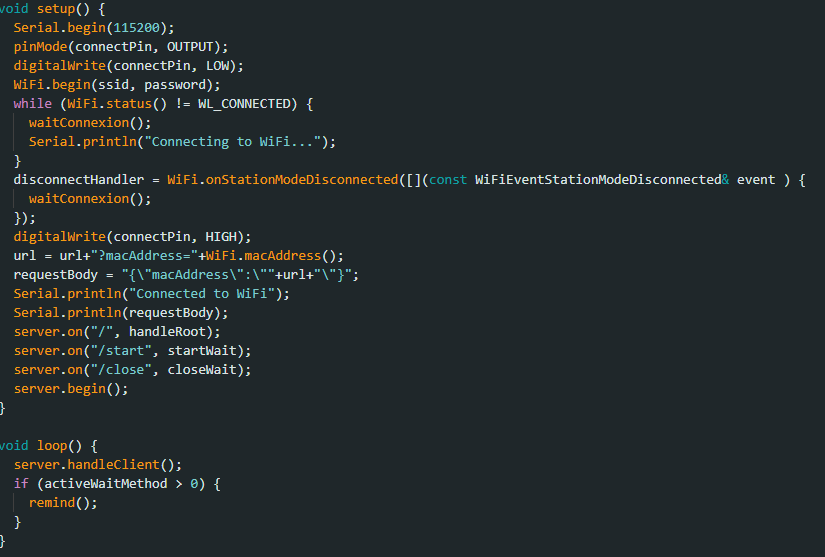 void setup() {
  Serial.begin(115200);
  pinMode(connectPin, OUTPUT);
  digitalWrite(connectPin, LOW);
  WiFi.begin(ssid, password);
  while (WiFi.status() != WL_CONNECTED) {
    waitConnexion();
    Serial.println("Connecting to WiFi...");
  }
  disconnectHandler = WiFi.onStationModeDisconnected([](const WiFiEventStationModeDisconnected& event ) {
    waitConnexion();
  });
  digitalWrite(connectPin, HIGH);
  url = url+"?macAddress="+WiFi.macAddress();
  requestBody = "{\"macAddress\":\""+url+"\"}";
  Serial.println("Connected to WiFi");
  Serial.println(requestBody);
  server.on("/", handleRoot);
  server.on("/start", startWait);
  server.on("/close", closeWait);
  server.begin();
}

void loop() {
  server.handleClient();
  if (activeWaitMethod > 0) {
    remind();
  }
}